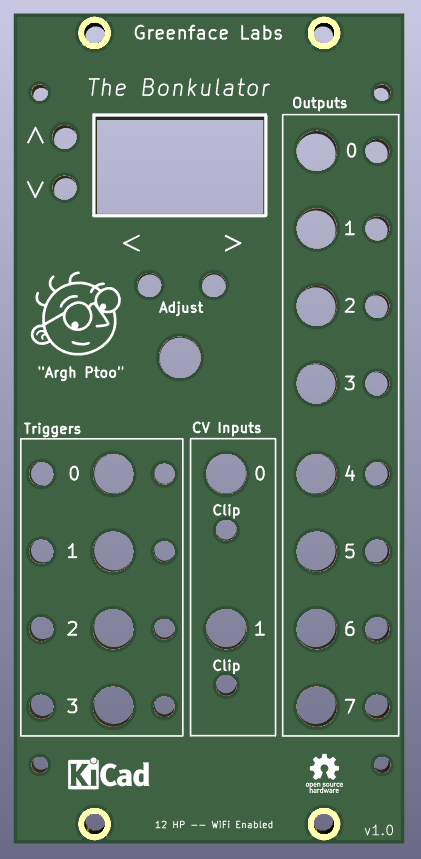 Greenface Labs
The Bonkulator
Outputs
^
v
< >
Adjust
"Argh Ptoo"
0
1
2
3
4
5
6
7
Triggers
0
1
2
3
CV Inputs
0
Clip
1
Clip
KiCad
open source
hardware
12 HP -- WiFi Enabled
v1.0